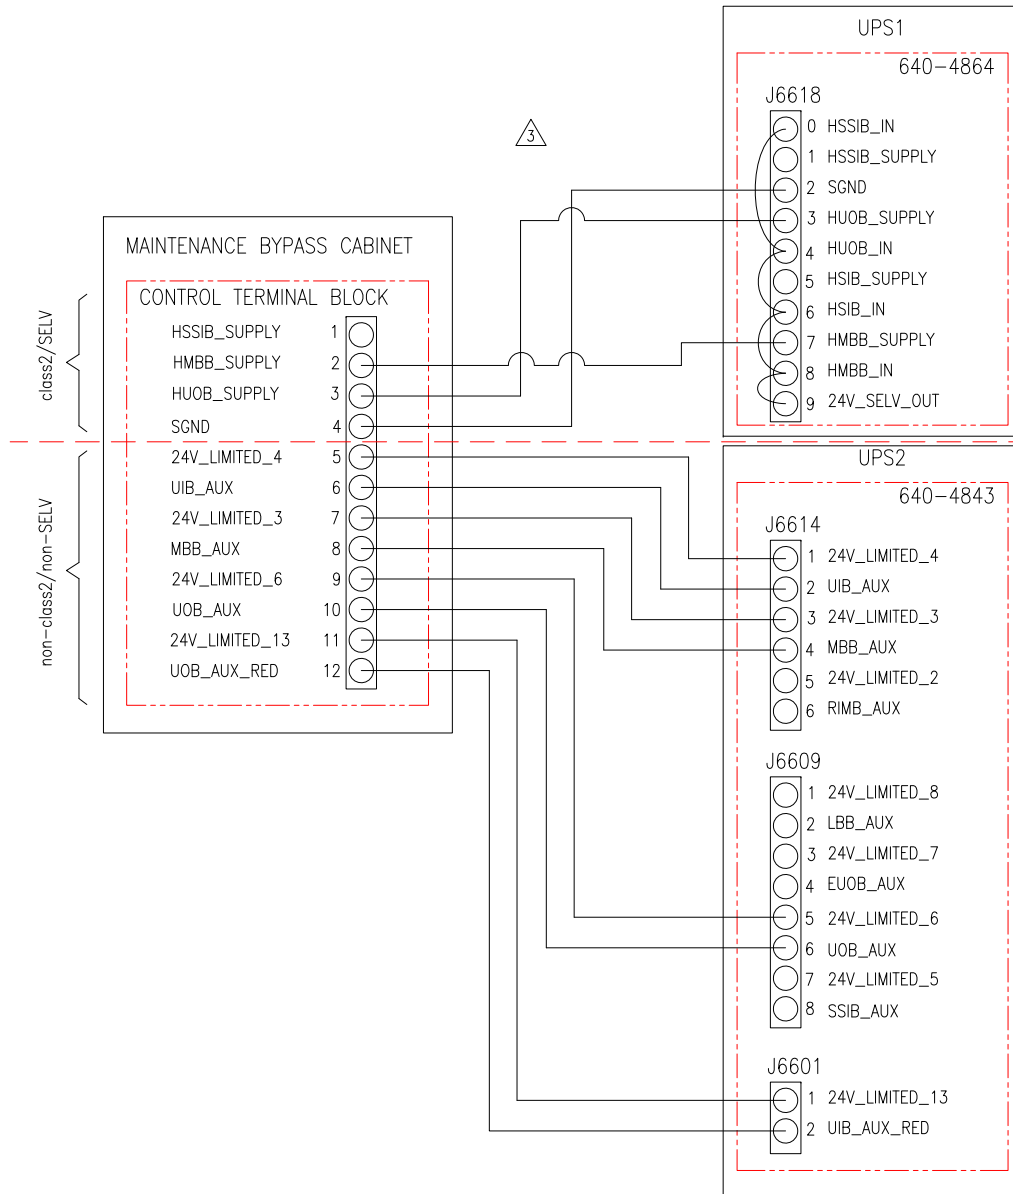 UPS1
640-4864
J6618
0 HSSIB_IN
1 HSSIB_SUPPLY
2 SGND
3 HUOB_SUPPLY
4 HUOB_IN
5 HSIB_SUPPLY
6 HSIB_IN
7 HMBB_SUPPLY
8 HMBB_IN
9 24V_SELV_OUT
3
MAINTENANCE BYPASS CABINET
CONTROL TERMINAL BLOCK
HSSIB_SUPPLY 1
HMBB_SUPPLY 2
HUOB_SUPPLY 3
SGND 4
24V_LIMITED_4 5
UIB_AUX 6
24V_LIMITED_3 7
MBB_AUX 8
24V_LIMITED_6 9
UOB_AUX 10
24V_LIMITED_13 11
UOB_AUX_RED 12
class2/SELV
non-class2/non-SELV
UPS2
640-4843
J6614
1 24V_LIMITED_4
2 UIB_AUX
3 24V_LIMITED_3
4 MBB_AUX
5 24V_LIMITED_2
6 RIMB_AUX
J6609
1 24V_LIMITED_8
2 LBB_AUX
3 24V_LIMITED_7
4 EUOB_AUX
5 24V_LIMITED_6
6 UOB_AUX
7 24V_LIMITED_5
8 SSIB_AUX
J6601
1 24V_LIMITED_13
2 UIB_AUX_RED